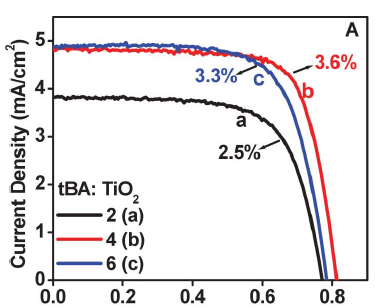 A
5
4
3
2
1
0
Current Density (mA/cm²)
3.3%
c
3.6%
b
a
2.5%
tBA: TiO₂
2 (a)
4 (b)
6 (c)
0.0 0.2 0.4 0.6 0.8